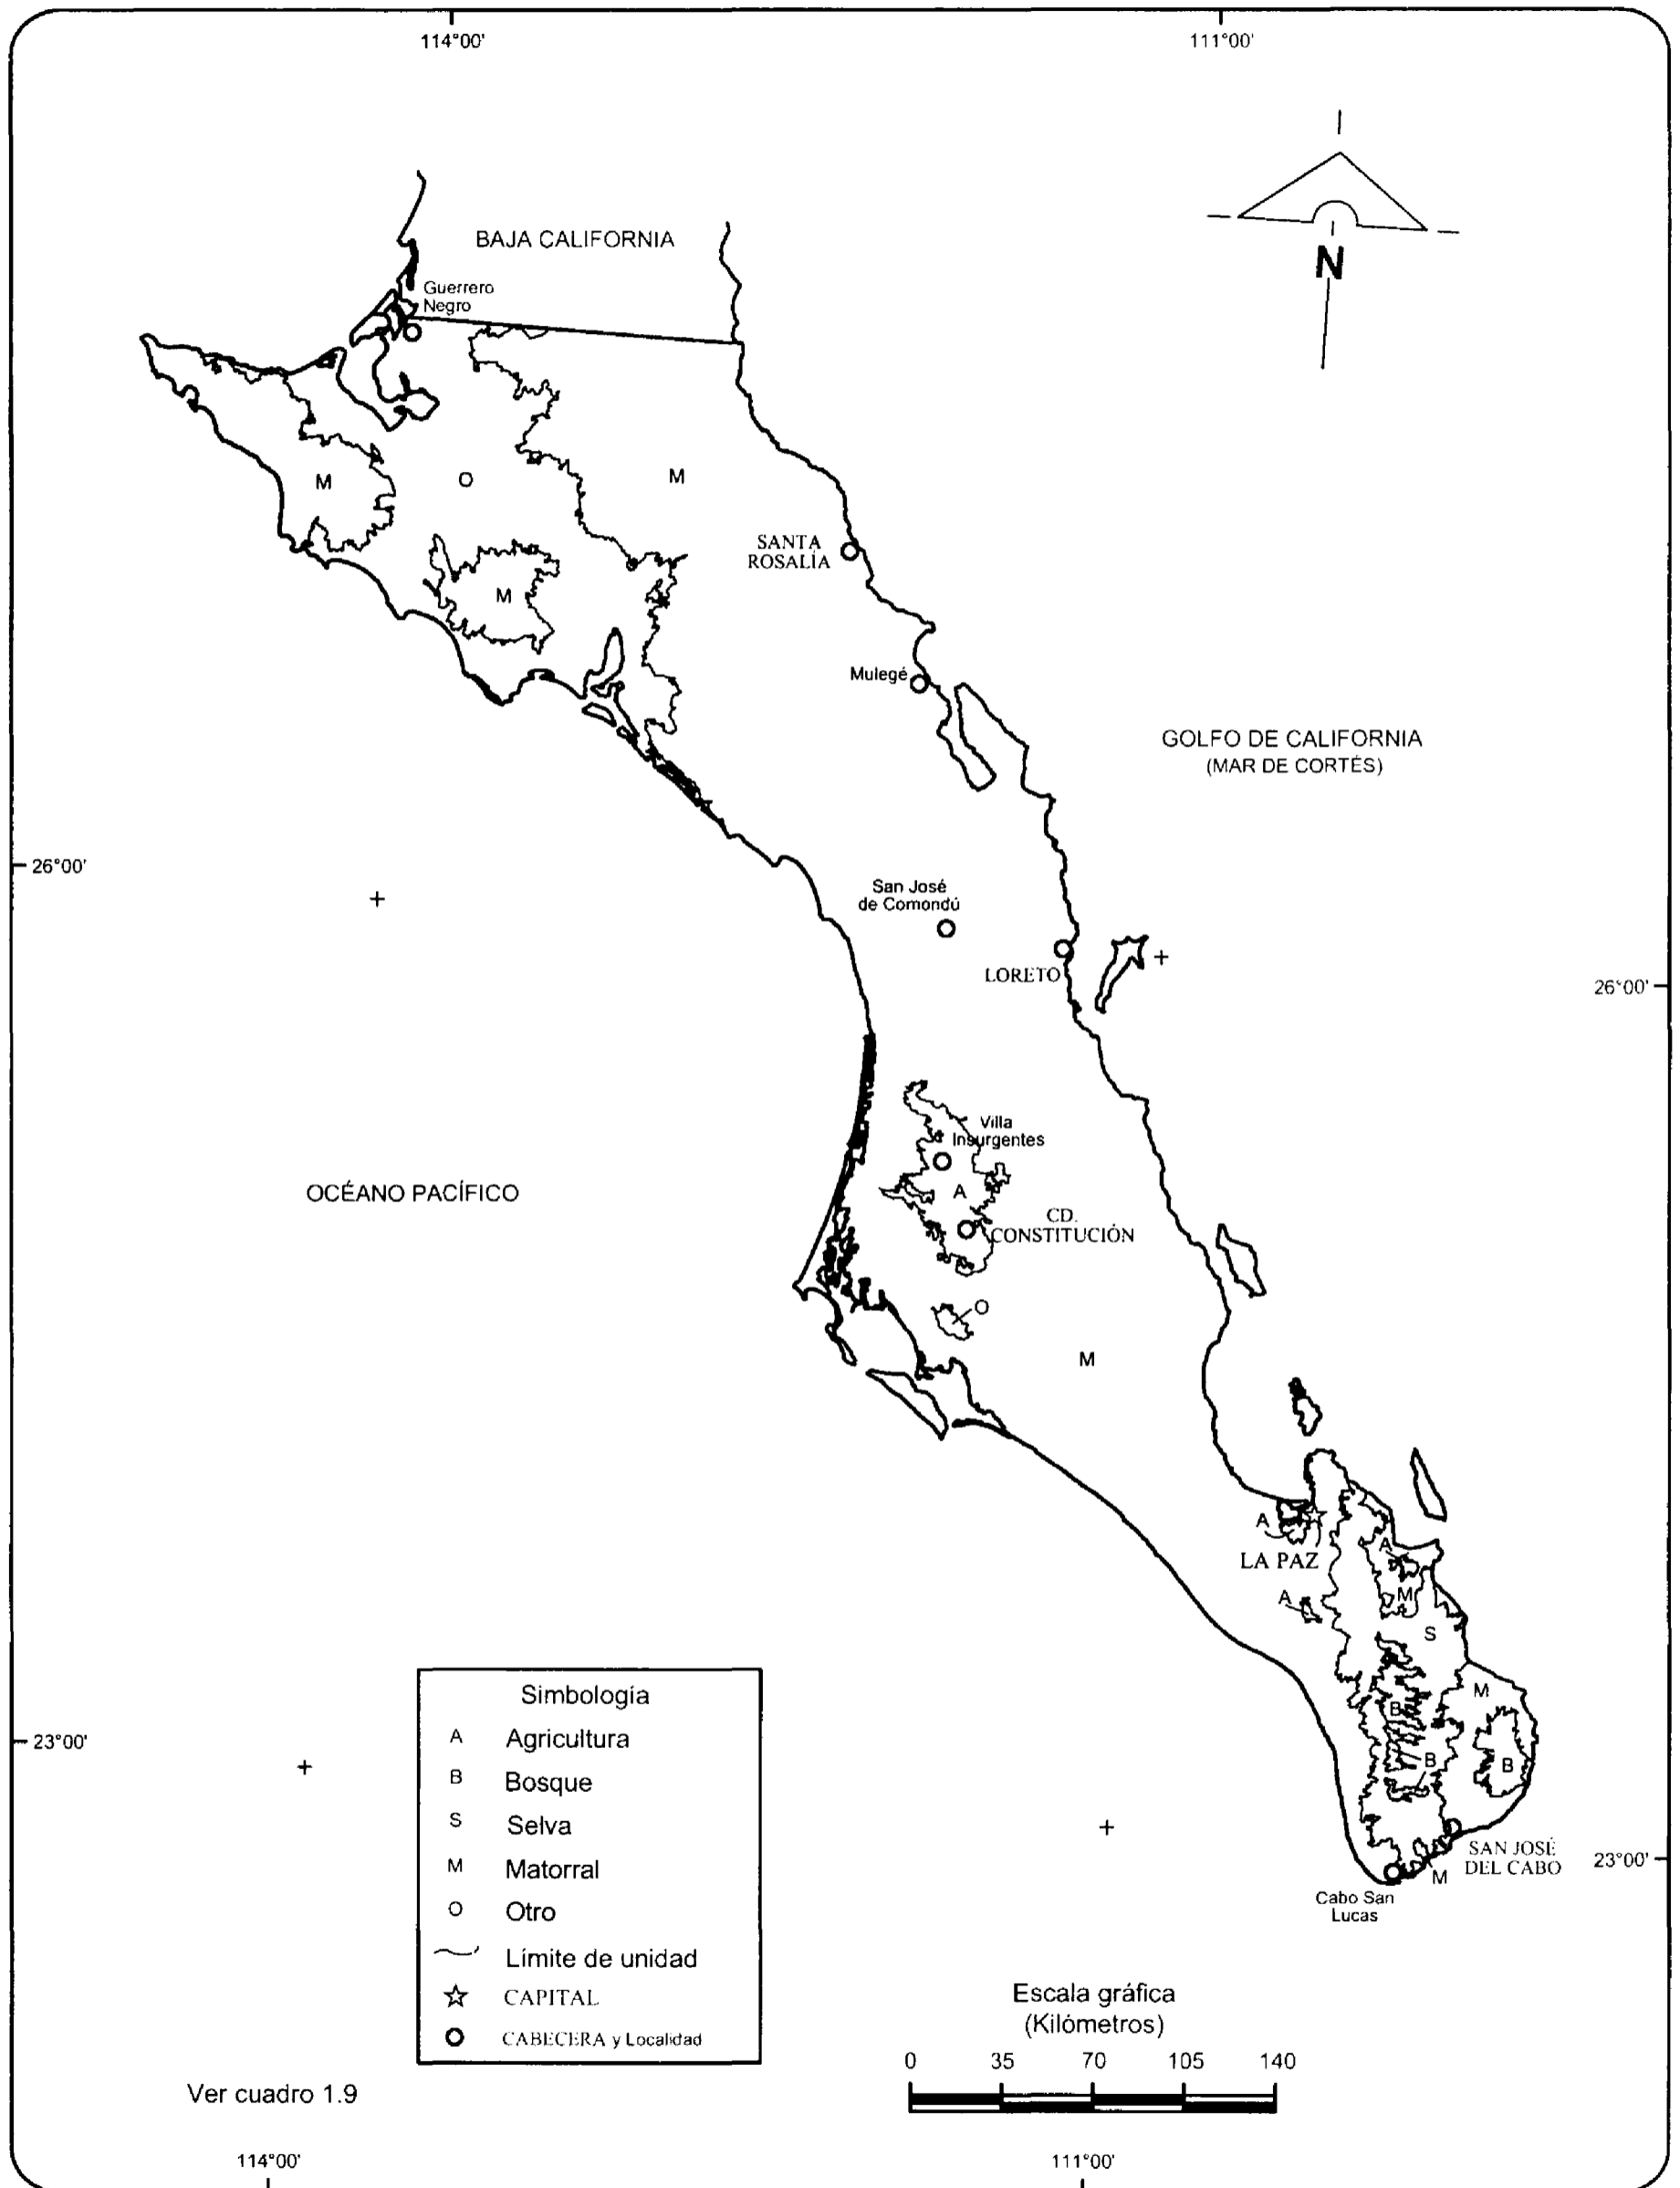 114°00'
111°00'
BAJA CALIFORNIA
N
Guerrero
Negro
M
O
M
SANTA
ROSALÍA
M
Mulegé
GOLFO DE CALIFORNIA
(MAR DE CORTÉS)
26°00'
San José
de Comondú
LORETO
26°00'
Villa
Insurgentes
OCÉANO PACÍFICO
A
CD.
CONSTITUCIÓN
O
M
A
LA PAZ
A
M
A
S
M
B
B
B
SAN JOSÉ
DEL CABO
M
Cabo San
Lucas
23°00'
23°00'
Simbología
A Agricultura
B Bosque
S Selva
M Matorral
O Otro
Límite de unidad
CAPITAL
CABECERA y Localidad
Escala gráfica
(Kilómetros)
0 35 70 105 140
Ver cuadro 1.9
114°00'
111°00'